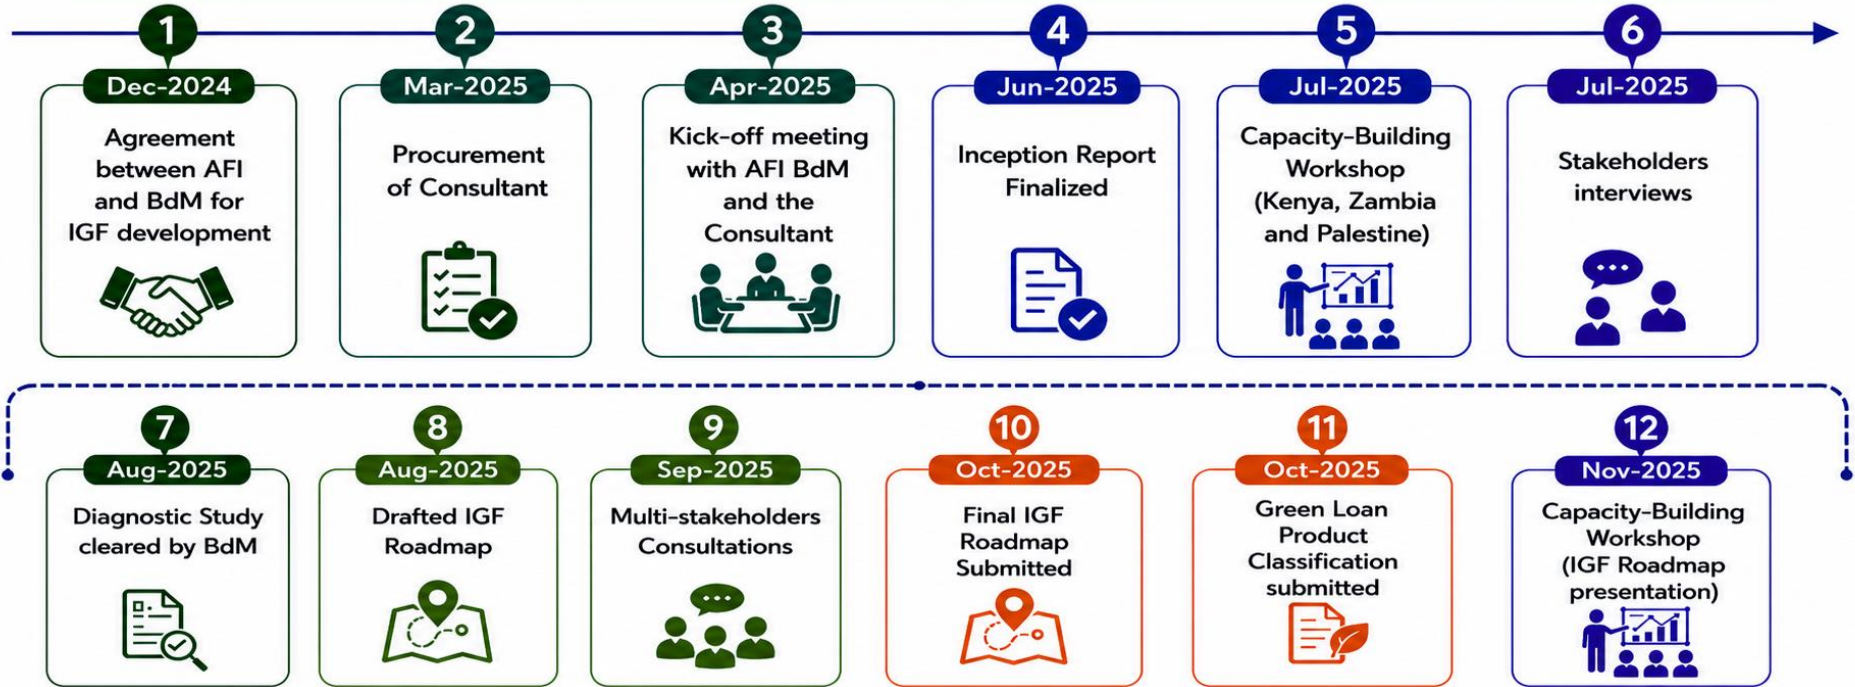 1
Dec-2024
Agreement
between AFI
and BdM for
IGF development
2
Mar-2025
Procurement
of Consultant
3
Apr-2025
Kick-off meeting
with AFI BdM
and the
Consultant
4
Jun-2025
Inception Report
Finalized
5
Jul-2025
Capacity-Building
Workshop
(Kenya, Zambia
and Palestine)
6
Jul-2025
Stakeholders
interviews
7
Aug-2025
Diagnostic Study
cleared by BdM
8
Aug-2025
Drafted IGF
Roadmap
9
Sep-2025
Multi-stakeholders
Consultations
10
Oct-2025
Final IGF
Roadmap
Submitted
11
Oct-2025
Green Loan
Product
Classification
submitted
12
Nov-2025
Capacity-Building
Workshop
(IGF Roadmap
presentation)